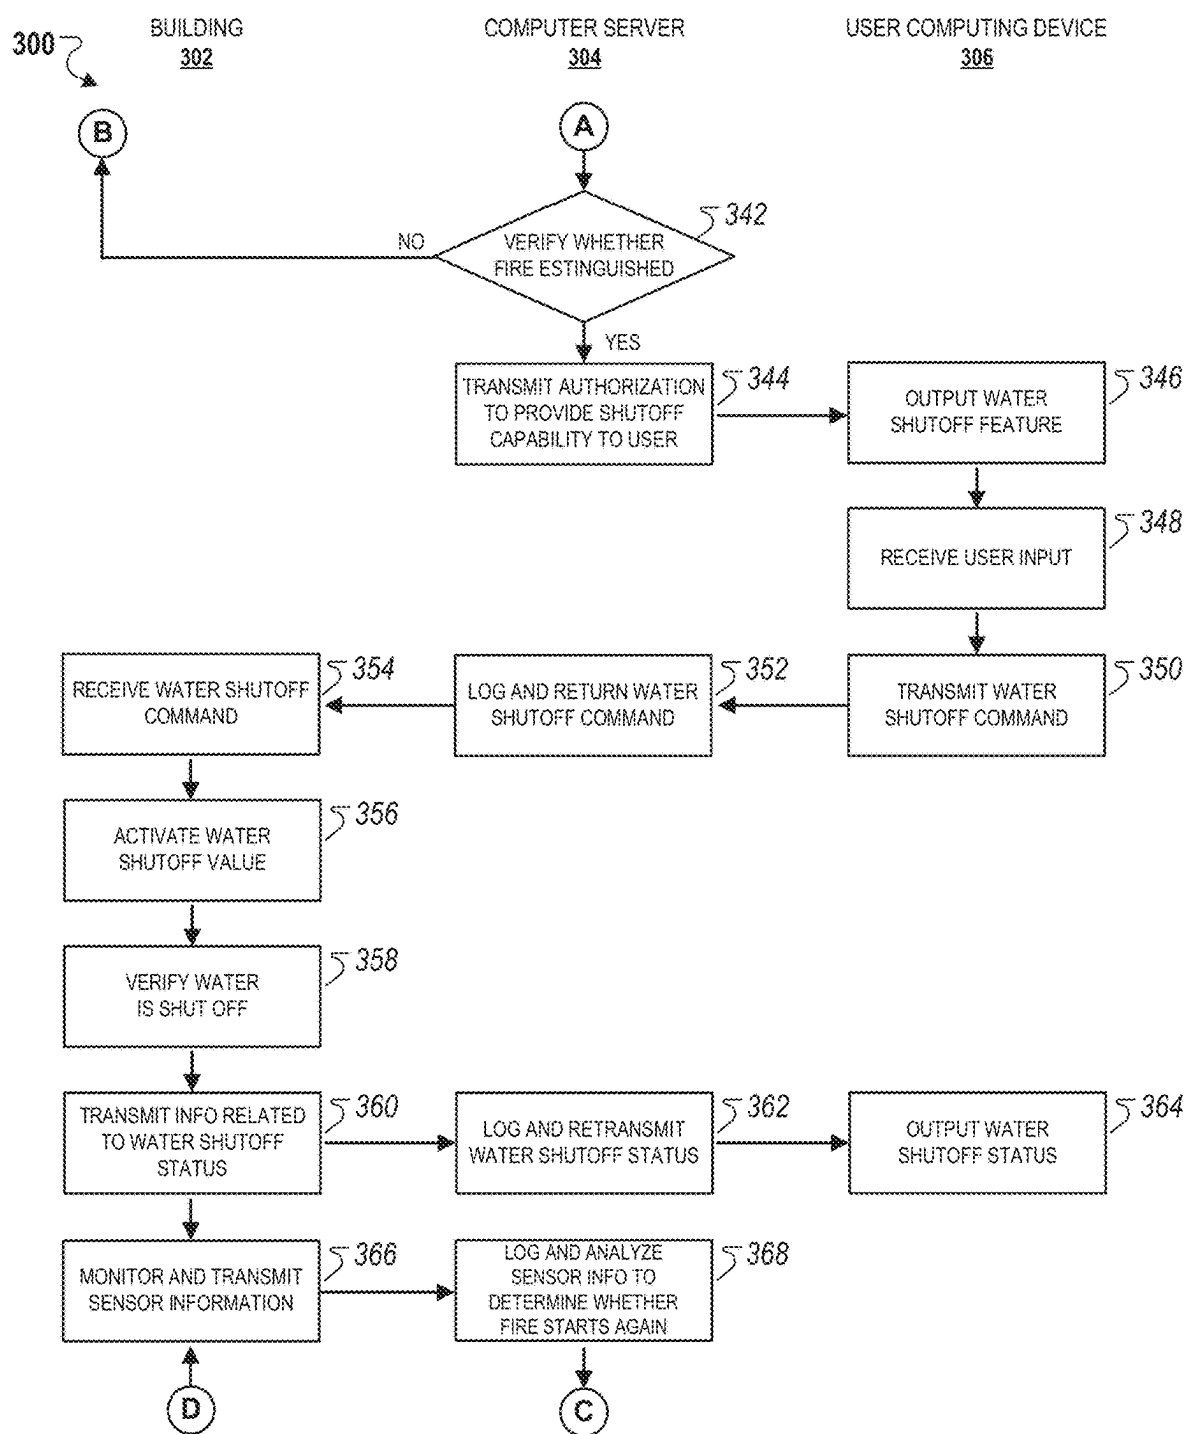 BUILDING
302
COMPUTER SERVER
304
USER COMPUTING DEVICE
306
300
B
A
342
VERIFY WHETHER
FIRE ESTINGUISHED
NO
YES
344
TRANSMIT AUTHORIZATION
TO PROVIDE SHUTOFF
CAPABILITY TO USER
346
OUTPUT WATER
SHUTOFF FEATURE
348
RECEIVE USER INPUT
354
RECEIVE WATER SHUTOFF
COMMAND
352
LOG AND RETURN WATER
SHUTOFF COMMAND
350
TRANSMIT WATER
SHUTOFF COMMAND
356
ACTIVATE WATER
SHUTOFF VALUE
358
VERIFY WATER
IS SHUT OFF
360
TRANSMIT INFO RELATED
TO WATER SHUTOFF
STATUS
362
LOG AND RETRANSMIT
WATER SHUTOFF STATUS
364
OUTPUT WATER
SHUTOFF STATUS
366
MONITOR AND TRANSMIT
SENSOR INFORMATION
368
LOG AND ANALYZE
SENSOR INFO TO
DETERMINE WHETHER
FIRE STARTS AGAIN
D
C